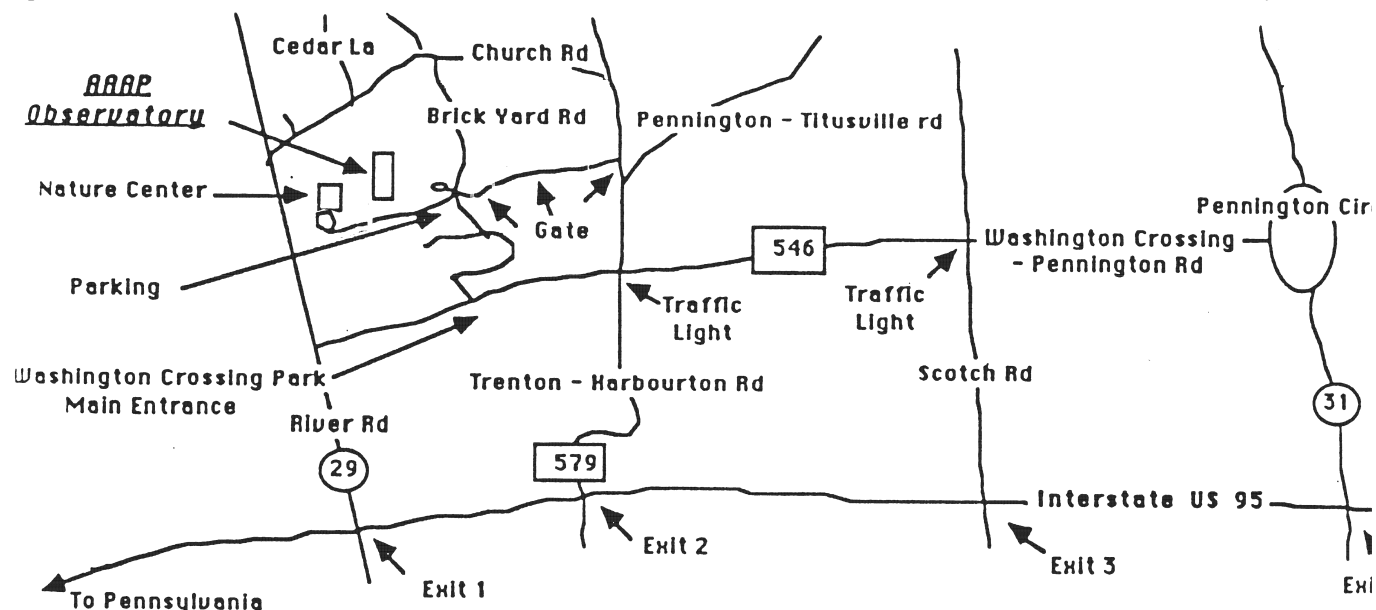 Cedar La
Church Rd
AAAP
Observatory
Brick Yard Rd
Pennington - Titusville rd
Nature Center
Gate
Pennington Cir
546
Washington Crossing
- Pennington Rd
Parking
Traffic
Light
Traffic
Light
Washington Crossing Park
Main Entrance
Trenton - Harbourton Rd
Scotch Rd
River Rd
31
29
579
Interstate US 95
Exit 2
Exit 3
Exit 1
Exi
To Pennsylvania